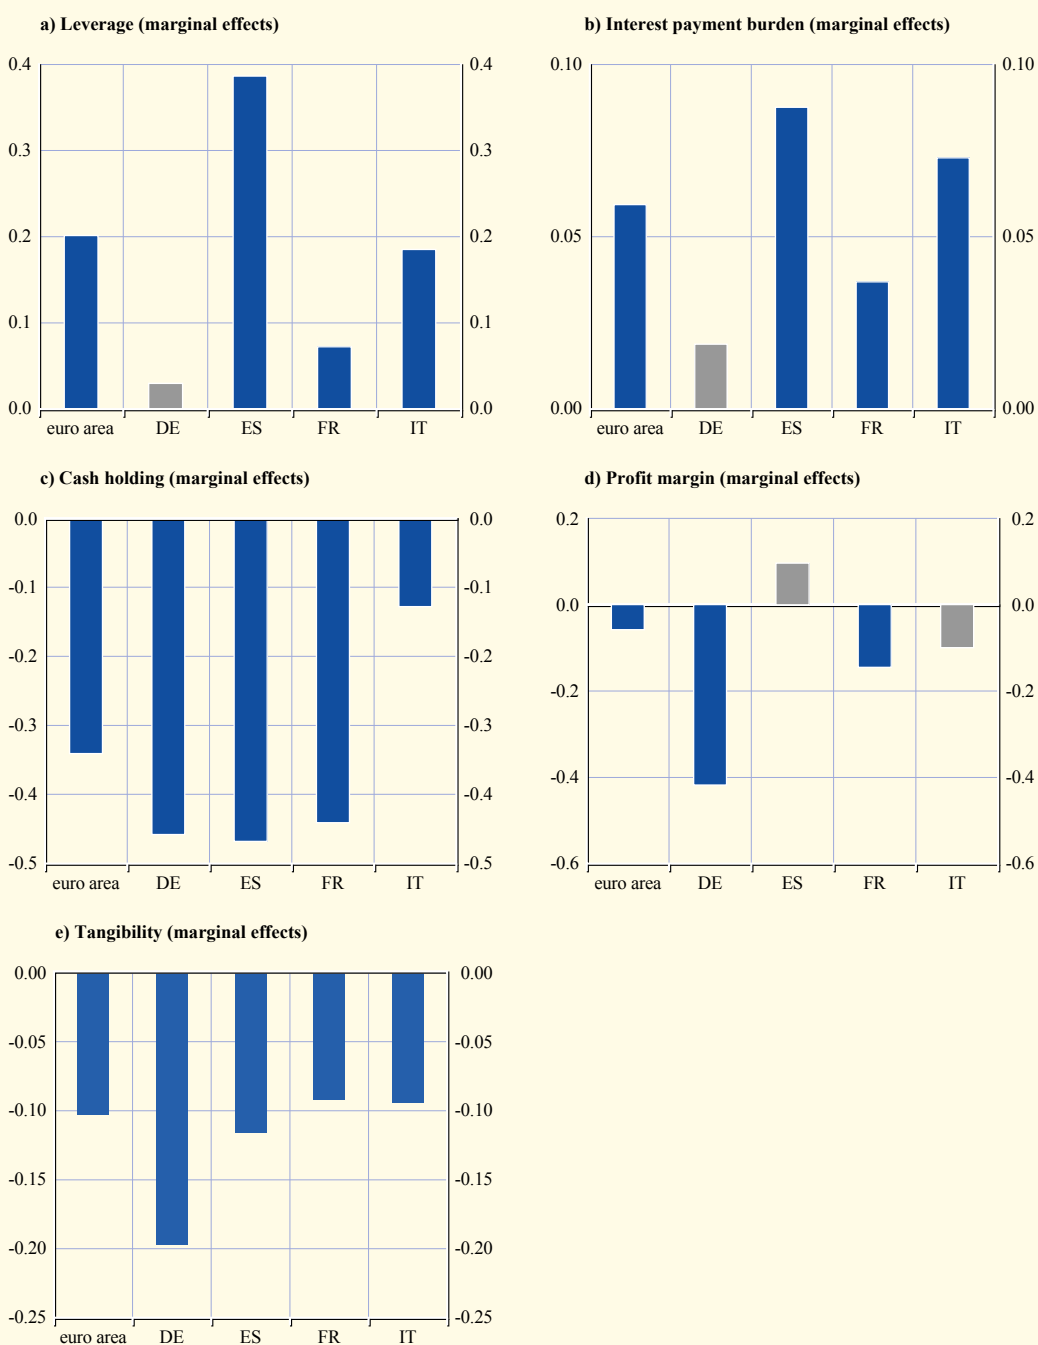 a) Leverage (marginal effects)
b) Interest payment burden (marginal effects)
0.4 0.4
0.3 0.3
0.2 0.2
0.1 0.1
0.0 0.0
euro area DE ES FR IT
0.10 0.10
0.05 0.05
0.00 0.00
euro area DE ES FR IT
c) Cash holding (marginal effects)
d) Profit margin (marginal effects)
0.0 0.0
-0.1 -0.1
-0.2 -0.2
-0.3 -0.3
-0.4 -0.4
-0.5 -0.5
euro area DE ES FR IT
0.2 0.2
0.0 0.0
-0.2 -0.2
-0.4 -0.4
-0.6 -0.6
euro area DE ES FR IT
e) Tangibility (marginal effects)
0.00 0.00
-0.05 -0.05
-0.10 -0.10
-0.15 -0.15
-0.20 -0.20
-0.25 -0.25
euro area DE ES FR IT